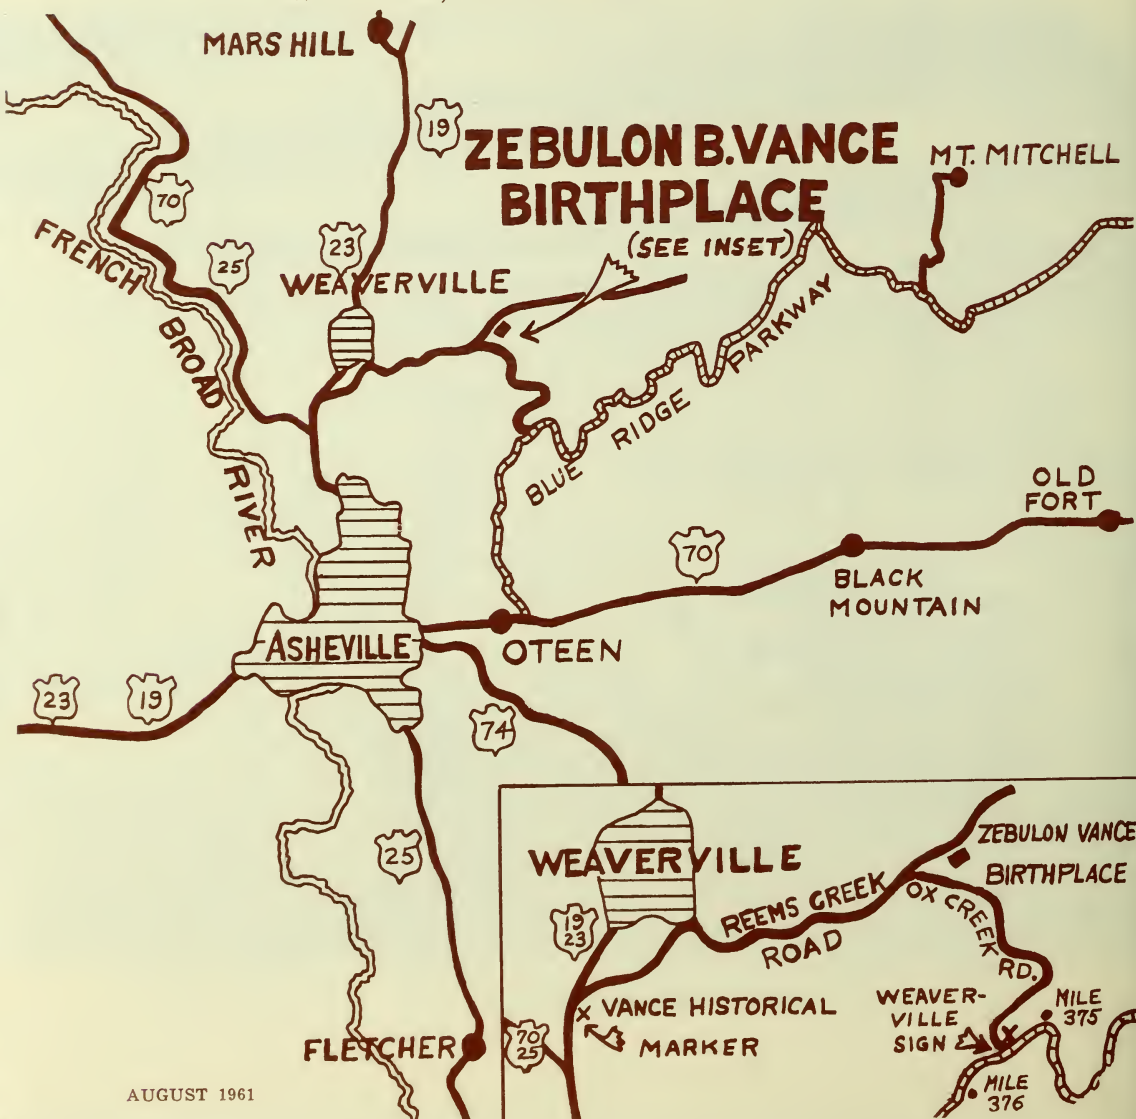 MARS HILL
19
ZEBULON B. VANCE
BIRTHPLACE
(SEE INSET)
MT. MITCHELL
70
25
23
FRENCH
BROAD
RIVER
WEAVERVILLE
BLUE RIDGE PARKWAY
OLD
FORT
70
BLACK
MOUNTAIN
ASHEVILLE
OTEEN
23
19
74
25
FLETCHER
WEAVERVILLE
ZEBULON VANCE
BIRTHPLACE
REEMS CREEK
ROAD
OX CREEK
RD.
19
23
VANCE HISTORICAL
MARKER
70
25
WEAVER-
VILLE
SIGN
MILE
375
MILE
376
AUGUST 1961